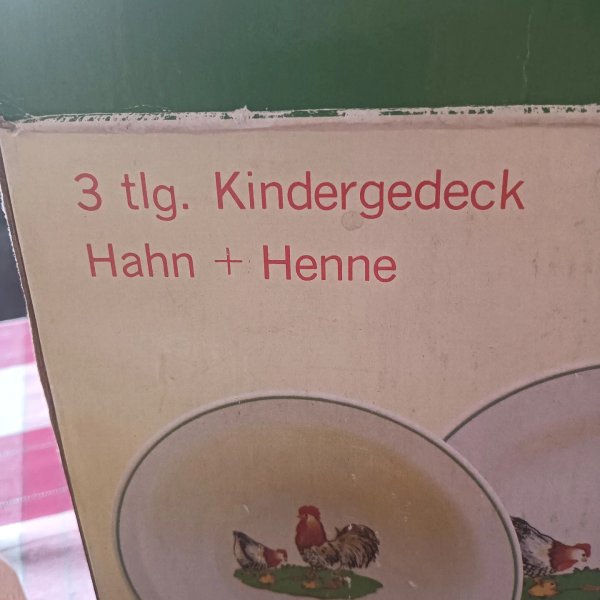 3 tlg. Kindergedeck
Hahn + Henne